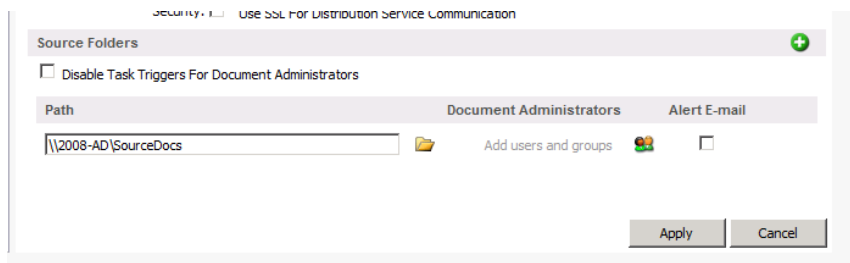 Security: Use SSL For Distribution Service Communication
Source Folders
Disable Task Triggers For Document Administrators
Path Document Administrators Alert E-mail
\\2008-AD\SourceDocs Add users and groups
Apply Cancel